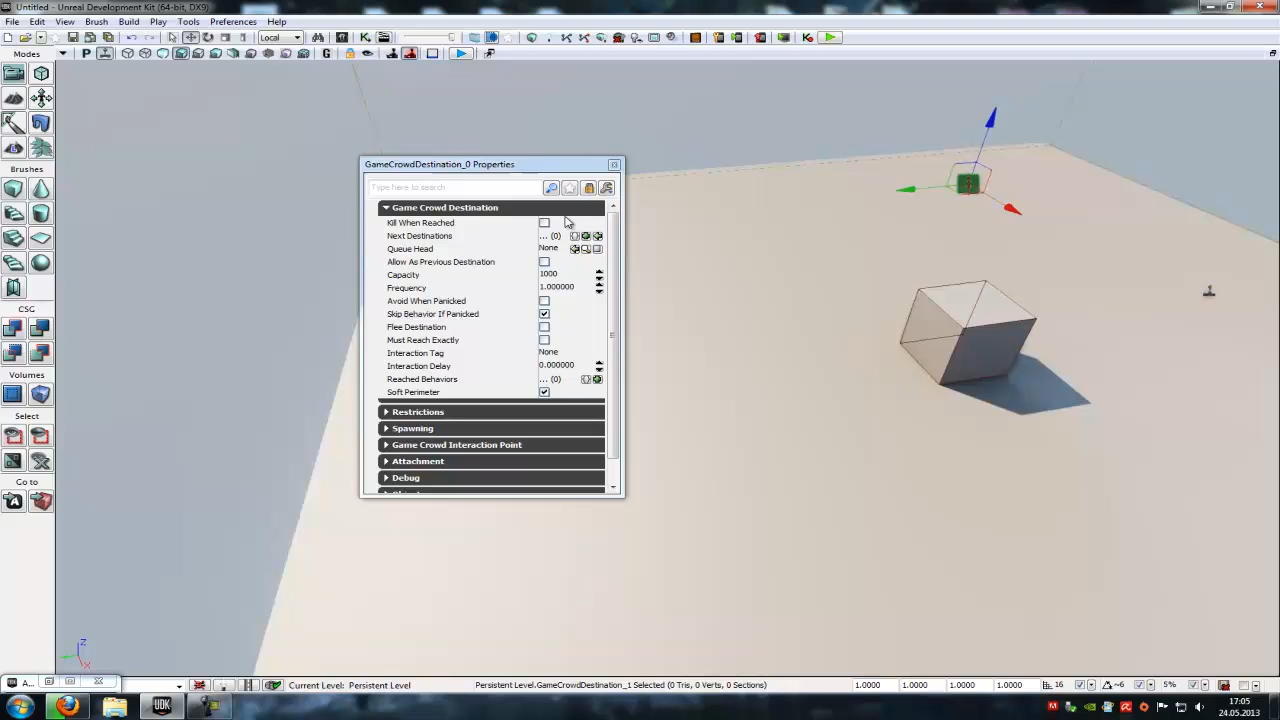 Untitled - Unreal Development Kit (64-bit, DX9)
File Edit View Brush Build Play Tools Preferences Help
Local
Modes
P
G
Brushes
CSG
Volumes
Select
Go to
GameCrowdDestination_0 Properties
Type here to search
Game Crowd Destination
Kill When Reached
Next Destinations ... (0)
Queue Head None
Allow As Previous Destination
Capacity 1000
Frequency 1.000000
Avoid When Panicked
Skip Behavior If Panicked
Flee Destination
Must Reach Exactly
Interaction Tag None
Interaction Delay 0.000000
Reached Behaviors ... (0)
Soft Perimeter
Restrictions
Spawning
Game Crowd Interaction Point
Attachment
Debug
Z
X
A...
Current Level: Persistent Level
Persistent Level.GameCrowdDestination_1 Selected (0 Tris, 0 Verts, 0 Sections)
1.0000 1.0000 1.0000 1.0000 16 6 5%
UDK
17:05
24.05.2013